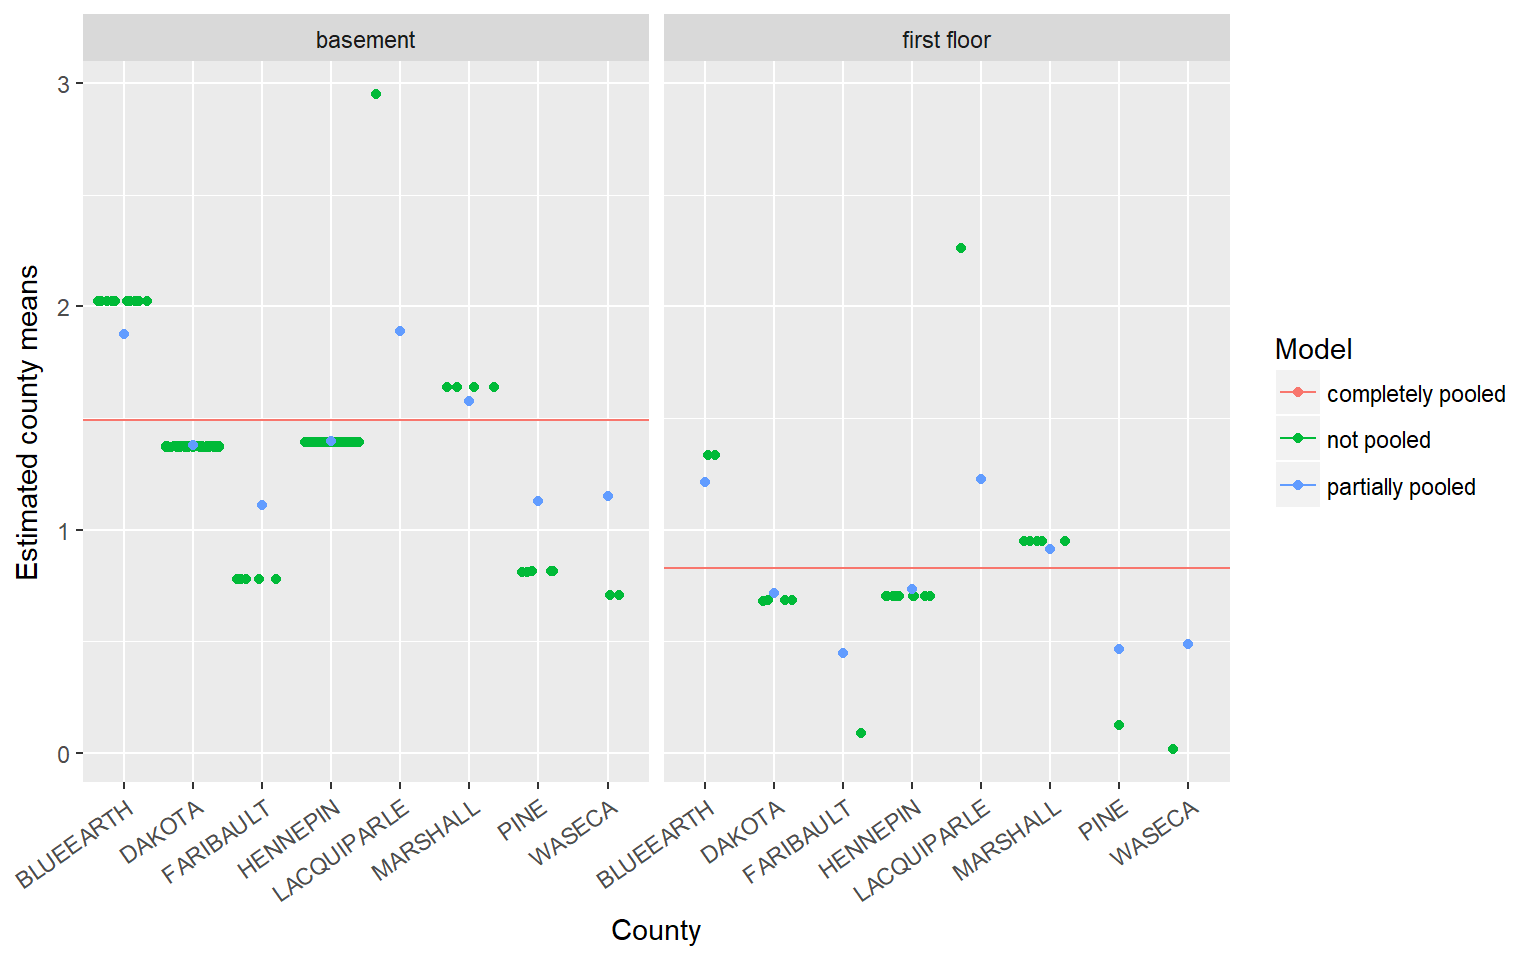 basement
first floor
Estimated county means
3
2
1
0
BLUEEARTH
DAKOTA
FARIBAULT
HENNEPIN
LACQUIPARLE
MARSHALL
PINE
WASECA
BLUEEARTH
DAKOTA
FARIBAULT
HENNEPIN
LACQUIPARLE
MARSHALL
PINE
WASECA
County
Model
completely pooled
not pooled
partially pooled